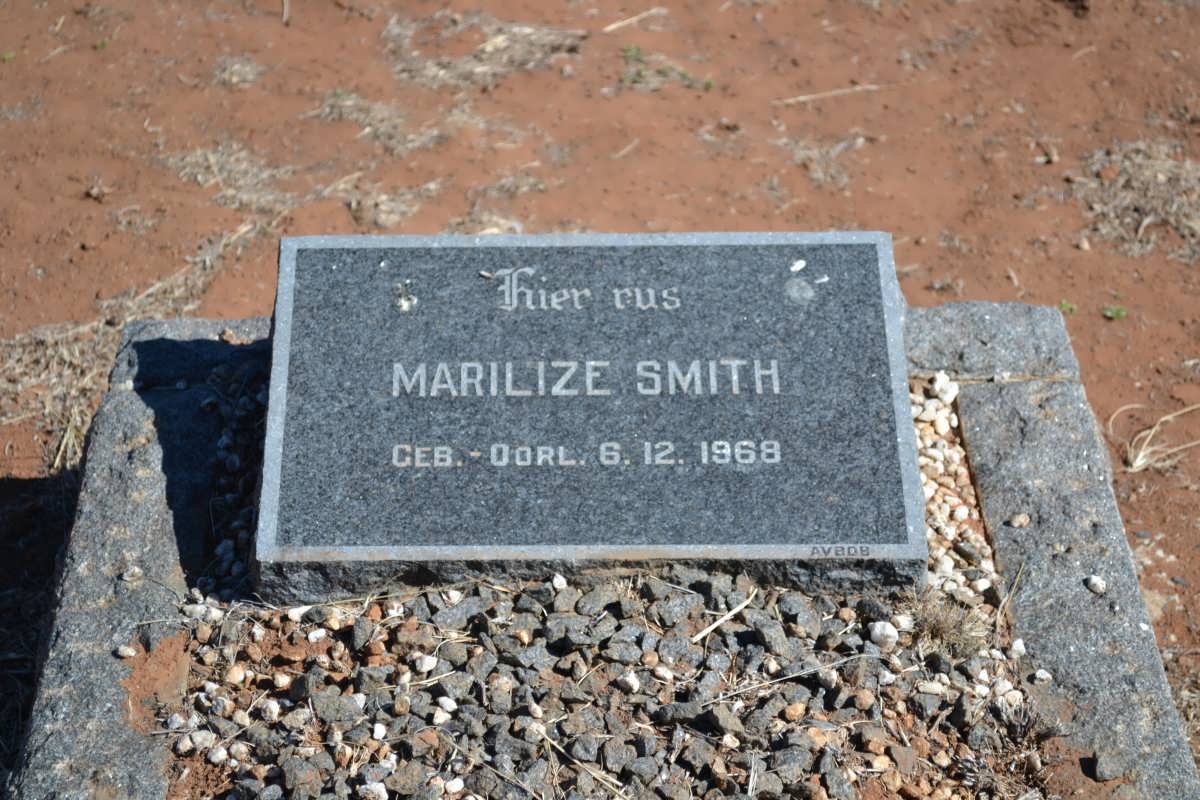 Hier rus
MARILIZE SMITH
GEB. - OORL. 6. 12. 1968
AVBOB